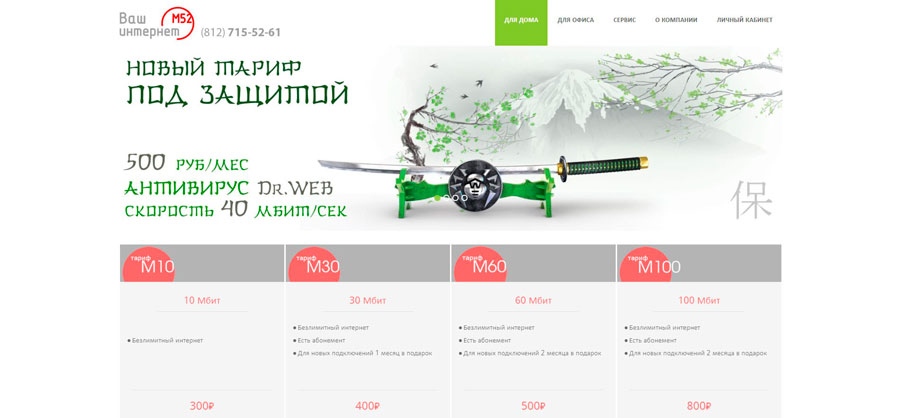 Ваш
интернет
M52
(812) 715-52-61
ДЛЯ ДОМА
ДЛЯ ОФИСА
СЕРВИС
О КОМПАНИИ
ЛИЧНЫЙ КАБИНЕТ
НОВЫЙ ТАРИФ
ПОД ЗАЩИТОЙ
500 РУБ/МЕС
АНТИВИРУС DR.WEB
СКОРОСТЬ 40 МБИТ/СЕК
保
тариф
M10
тариф
M30
тариф
M60
тариф
M100
10 Мбит
30 Мбит
60 Мбит
100 Мбит
• Безлимитный интернет
• Безлимитный интернет
• Есть абонемент
• Для новых подключений 1 месяц в подарок
• Безлимитный интернет
• Есть абонемент
• Для новых подключений 2 месяца в подарок
• Безлимитный интернет
• Есть абонемент
• Для новых подключений 2 месяца в подарок
300₽
400₽
500₽
800₽